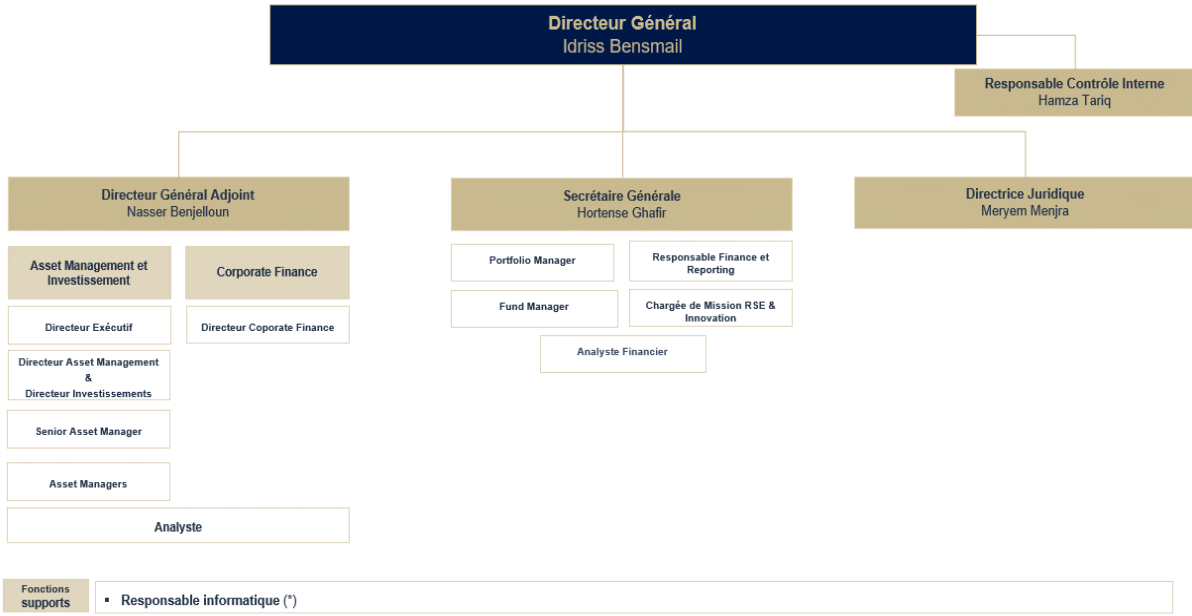 Directeur Général
Idriss Bensmail
Responsable Contrôle Interne
Hamza Tariq
Directeur Général Adjoint
Nasser Benjelloun
Secrétaire Générale
Hortense Ghafir
Directrice Juridique
Meryem Menjra
Asset Management et
Investissement
Corporate Finance
Directeur Exécutif
Directeur Coporate Finance
Directeur Asset Management
&
Directeur Investissements
Senior Asset Manager
Asset Managers
Analyste
Portfolio Manager
Responsable Finance et
Reporting
Fund Manager
Chargée de Mission RSE &
Innovation
Analyste Financier
Fonctions
supports
▪ Responsable informatique (*)